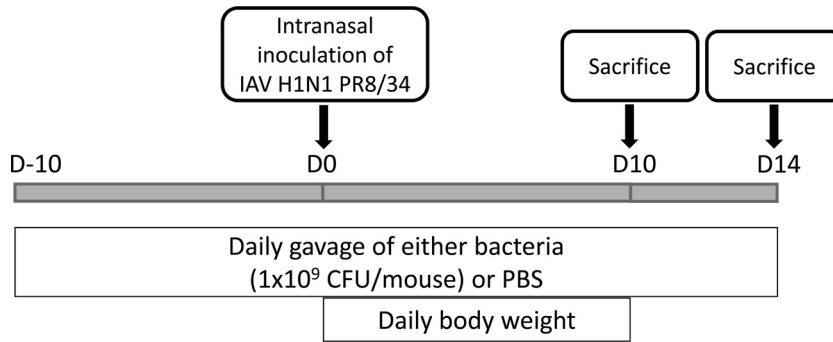 Intranasal
inoculation of
IAV H1N1 PR8/34
Sacrifice
Sacrifice
D-10
D0
D10
D14
Daily gavage of either bacteria
(1x10⁹ CFU/mouse) or PBS
Daily body weight